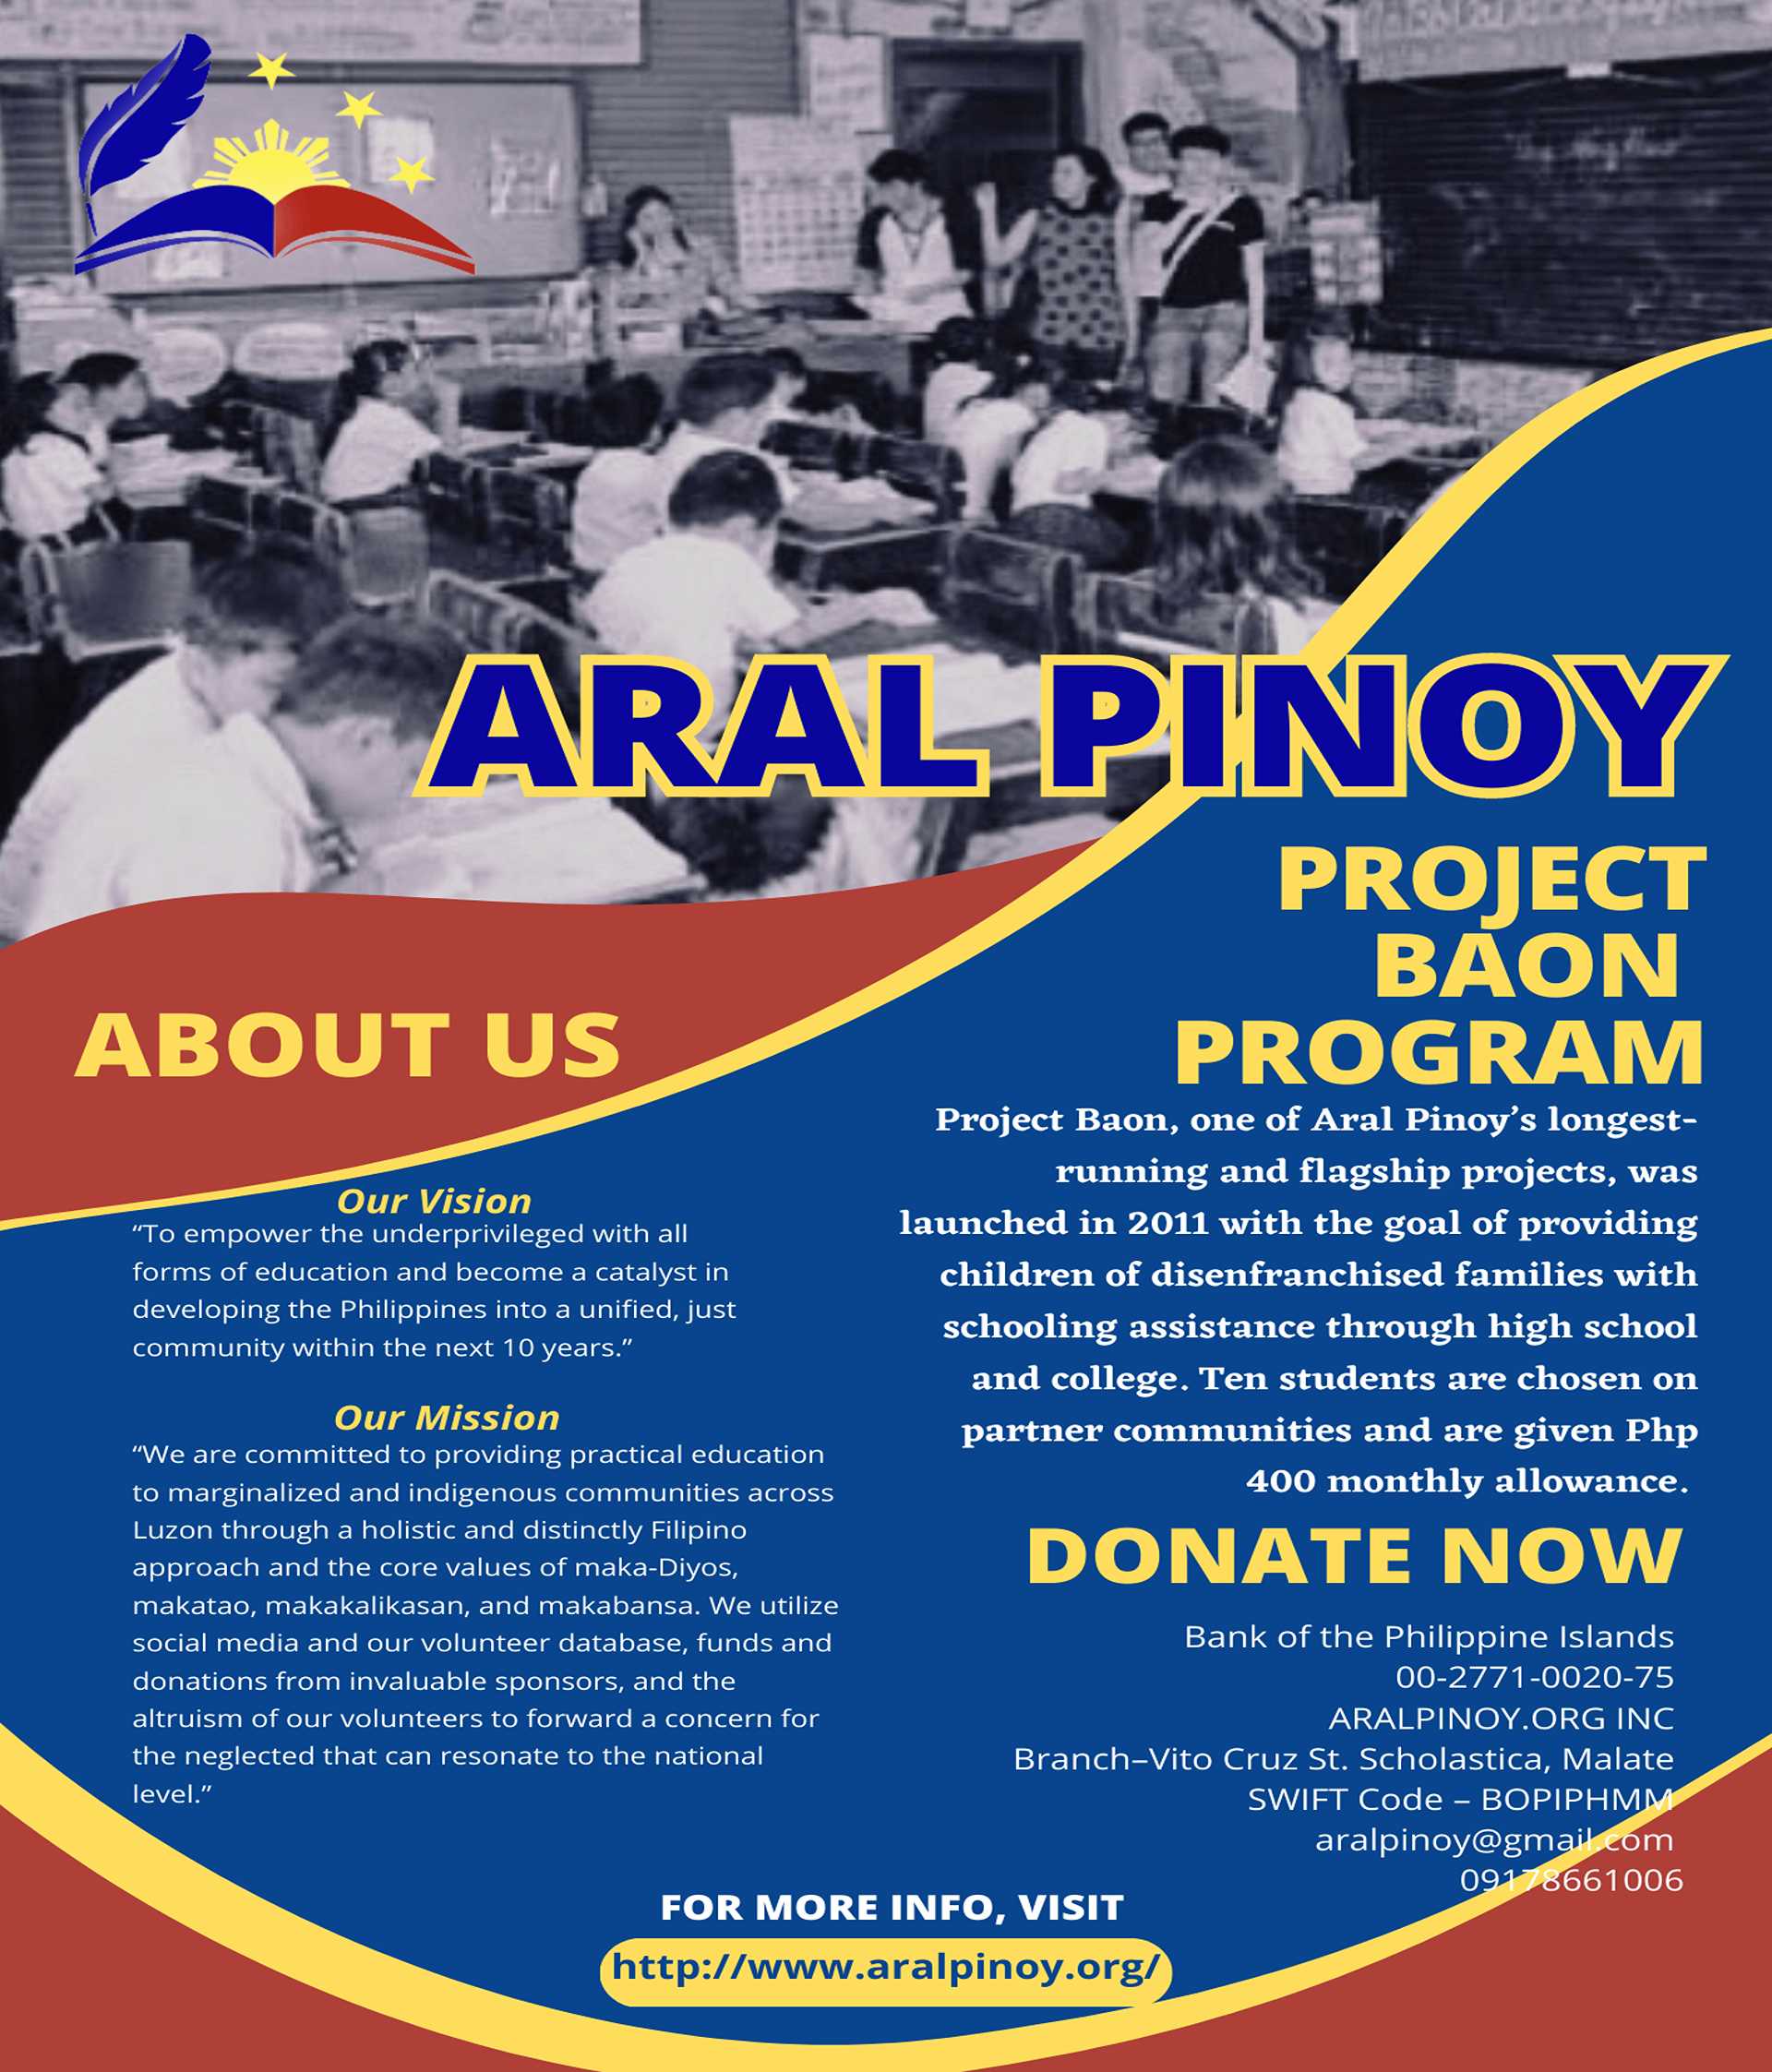 ARAL PINOY
ABOUT US
Our Vision
“To empower the underprivileged with all
forms of education and become a catalyst in
developing the Philippines into a unified, just
community within the next 10 years.”
Our Mission
“We are committed to providing practical education
to marginalized and indigenous communities across
Luzon through a holistic and distinctly Filipino
approach and the core values of maka-Diyos,
makatao, makakalikasan, and makabansa. We utilize
social media and our volunteer database, funds and
donations from invaluable sponsors, and the
altruism of our volunteers to forward a concern for
the neglected that can resonate to the national
level.”
PROJECT
BAON
PROGRAM
Project Baon, one of Aral Pinoy’s longest-
running and flagship projects, was
launched in 2011 with the goal of providing
children of disenfranchised families with
schooling assistance through high school
and college. Ten students are chosen on
partner communities and are given Php
400 monthly allowance.
DONATE NOW
Bank of the Philippine Islands
00-2771-0020-75
ARALPINOY.ORG INC
Branch–Vito Cruz St. Scholastica, Malate
SWIFT Code – BOPIPHMM
aralpinoy@gmail.com
09178661006
FOR MORE INFO, VISIT
http://www.aralpinoy.org/